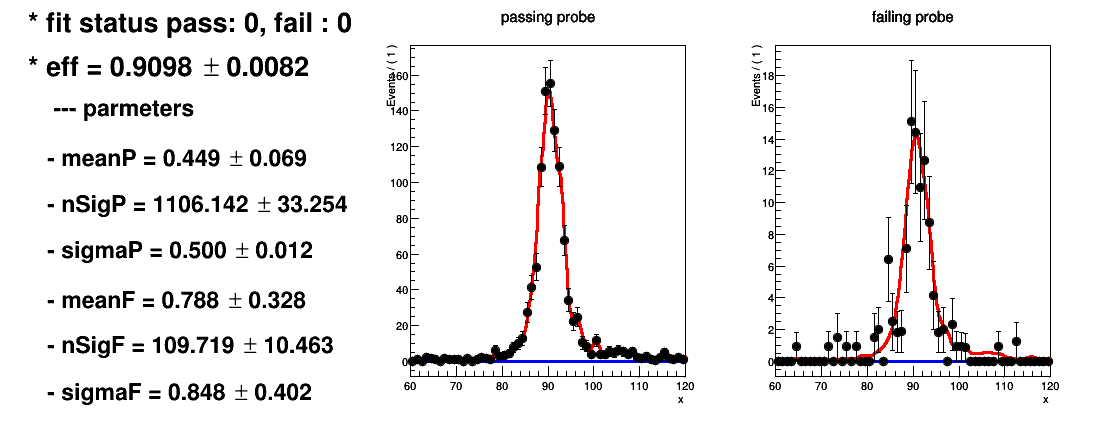 * fit status pass: 0, fail : 0
* eff = 0.9098 ± 0.0082
--- parmeters
- meanP = 0.449 ± 0.069
- nSigP = 1106.142 ± 33.254
- sigmaP = 0.500 ± 0.012
- meanF = 0.788 ± 0.328
- nSigF = 109.719 ± 10.463
- sigmaF = 0.848 ± 0.402
passing probe
Events / ( 1 )
160
140
120
100
80
60
40
20
0
60 70 80 90 100 110 120
x
failing probe
Events / ( 1 )
18
16
14
12
10
8
6
4
2
0
60 70 80 90 100 110 120
x